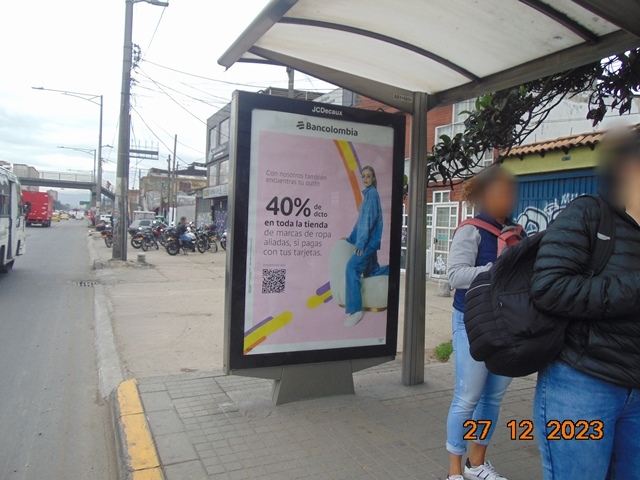 JCDecaux
Bancolombia
Con nosotros también
encuentras tu outfit
40% de
dcto
en toda la tienda
de marcas de ropa
aliadas, si pagas
con tus tarjetas.
27 12 2023